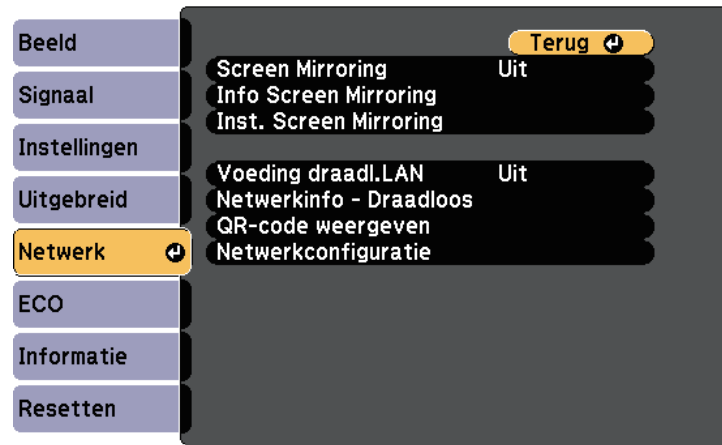 Beeld
Signaal
Instellingen
Uitgebreid
Netwerk
ECO
Informatie
Resetten
Terug
Screen Mirroring Uit
Info Screen Mirroring
Inst. Screen Mirroring
Voeding draadl.LAN Uit
Netwerkinfo - Draadloos
QR-code weergeven
Netwerkconfiguratie